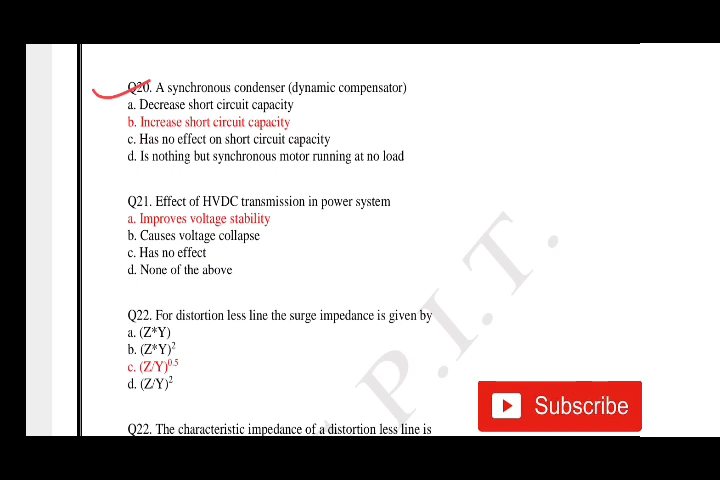 Q20. A synchronous condenser (dynamic compensator)
a. Decrease short circuit capacity
b. Increase short circuit capacity
c. Has no effect on short circuit capacity
d. Is nothing but synchronous motor running at no load
Q21. Effect of HVDC transmission in power system
a. Improves voltage stability
b. Causes voltage collapse
c. Has no effect
d. None of the above
Q22. For distortion less line the surge impedance is given by
a. (Z*Y)
b. (Z*Y)²
c. (Z/Y)⁰·⁵
d. (Z/Y)²
Q22. The characteristic impedance of a distortion less line is
P.I.T.
Subscribe